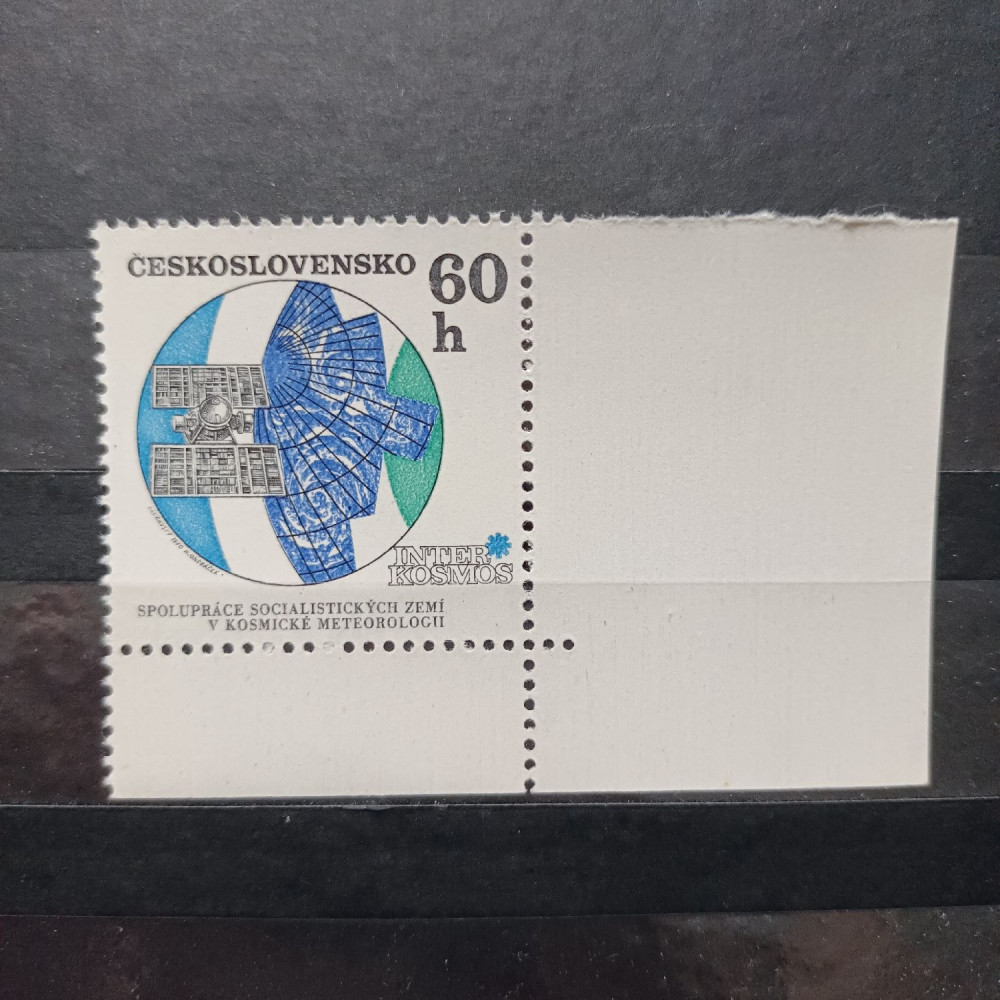 ČESKOSLOVENSKO
60
h
INTER
KOSMOS
SPOLUPRÁCE SOCIALISTICKÝCH ZEMÍ
V KOSMICKÉ METEOROLOGII